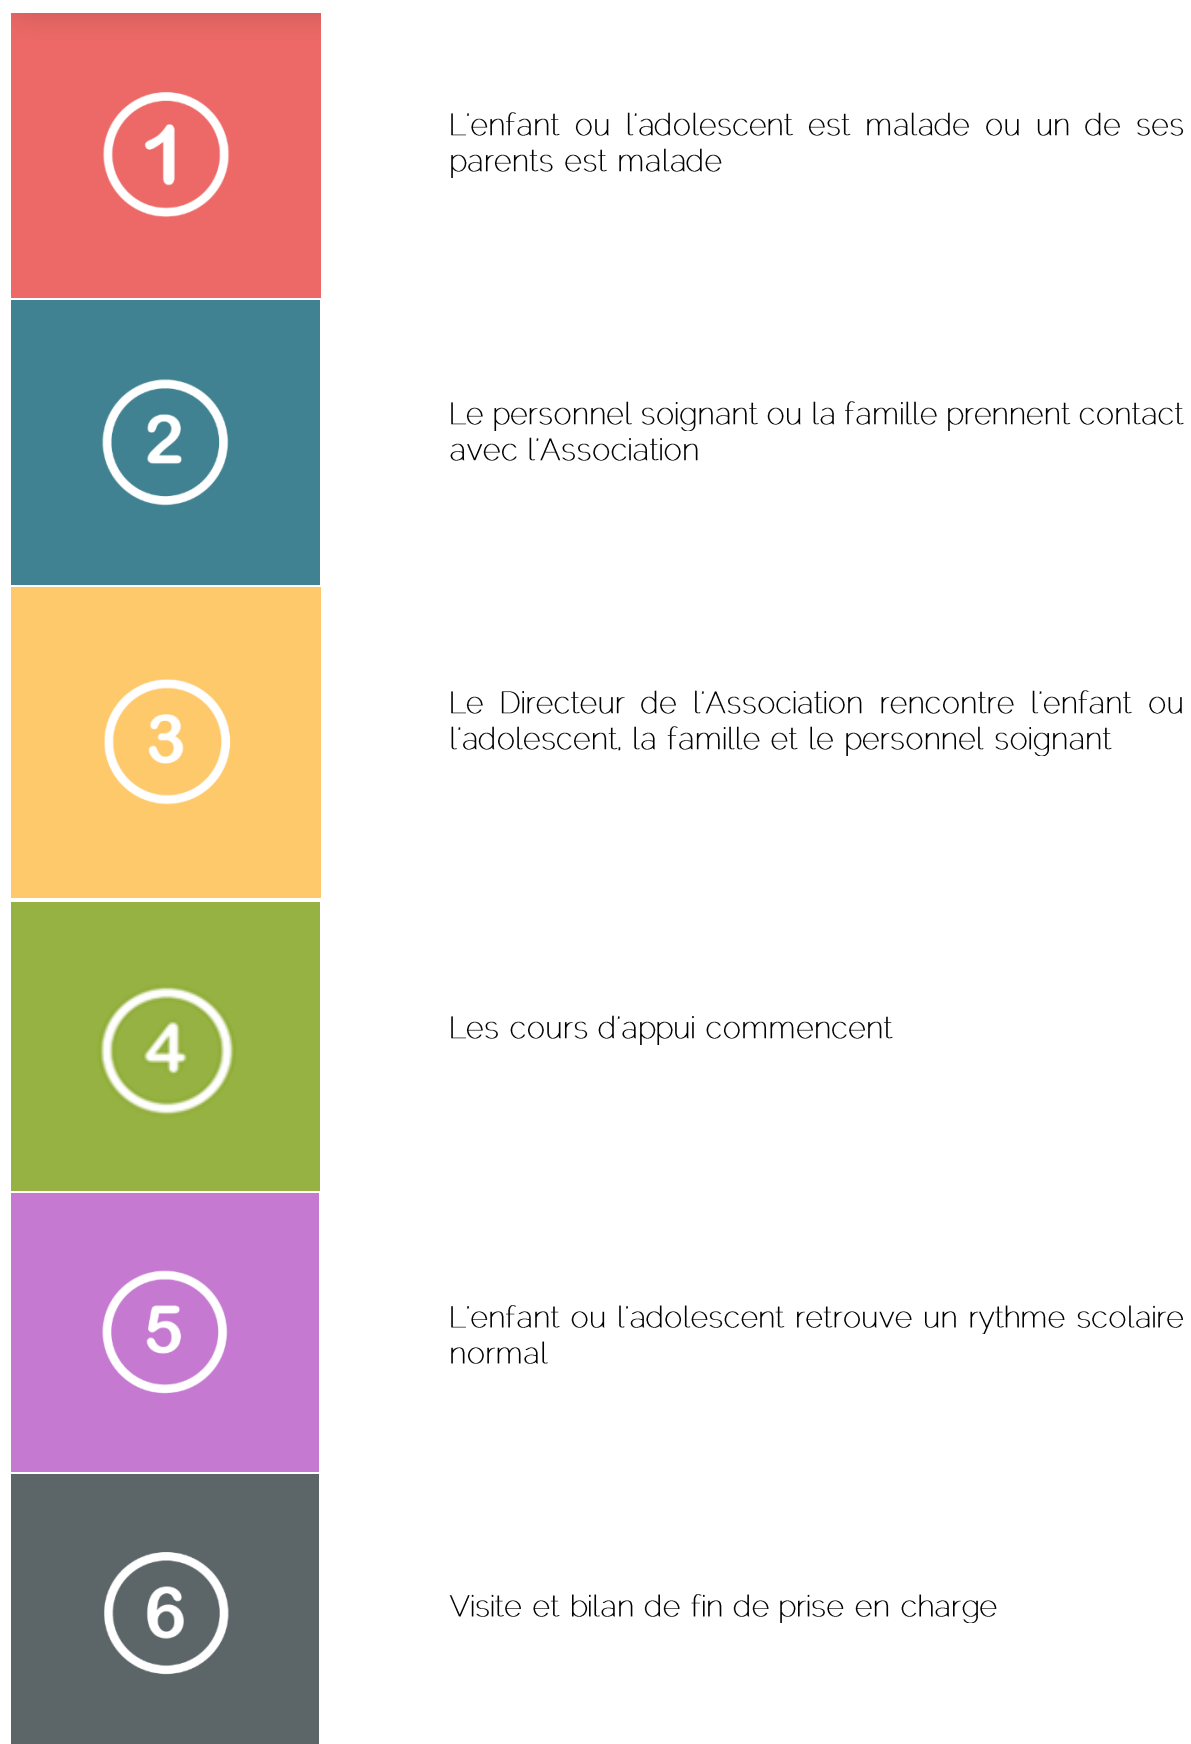 1
L'enfant ou l'adolescent est malade ou un de ses
parents est malade
2
Le personnel soignant ou la famille prennent contact
avec l'Association
3
Le Directeur de l'Association rencontre l'enfant ou
l'adolescent, la famille et le personnel soignant
4
Les cours d'appui commencent
5
L'enfant ou l'adolescent retrouve un rythme scolaire
normal
6
Visite et bilan de fin de prise en charge